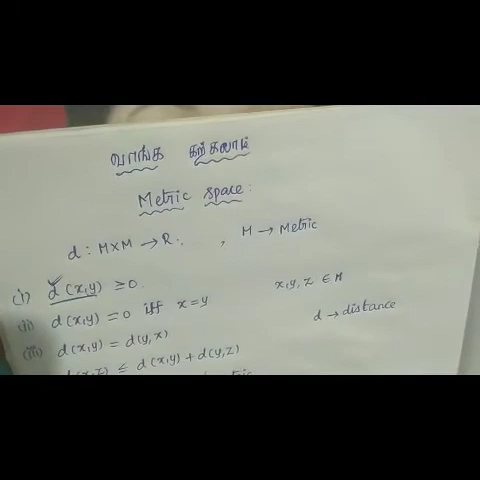 வாங்க கற்கலாம்
Metric space:
d : M×M → R. , M → Metric
(i) d(x,y) ≥ 0. x,y,z ∈ M
(ii) d(x,y) = 0 iff x = y
d → distance
(iii) d(x,y) = d(y,x)
d(x,z) ≤ d(x,y) + d(y,z)